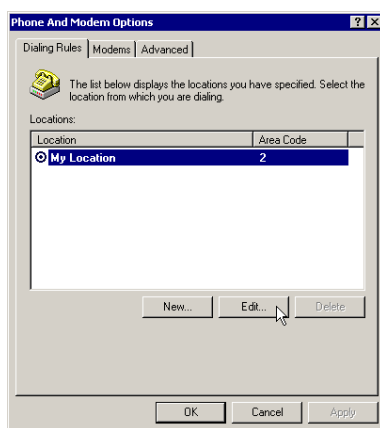 Phone And Modem Options
Dialing Rules Modems Advanced
The list below displays the locations you have specified. Select the
location from which you are dialing.
Locations:
Location Area Code
My Location 2
New... Edit... Delete
OK Cancel Apply